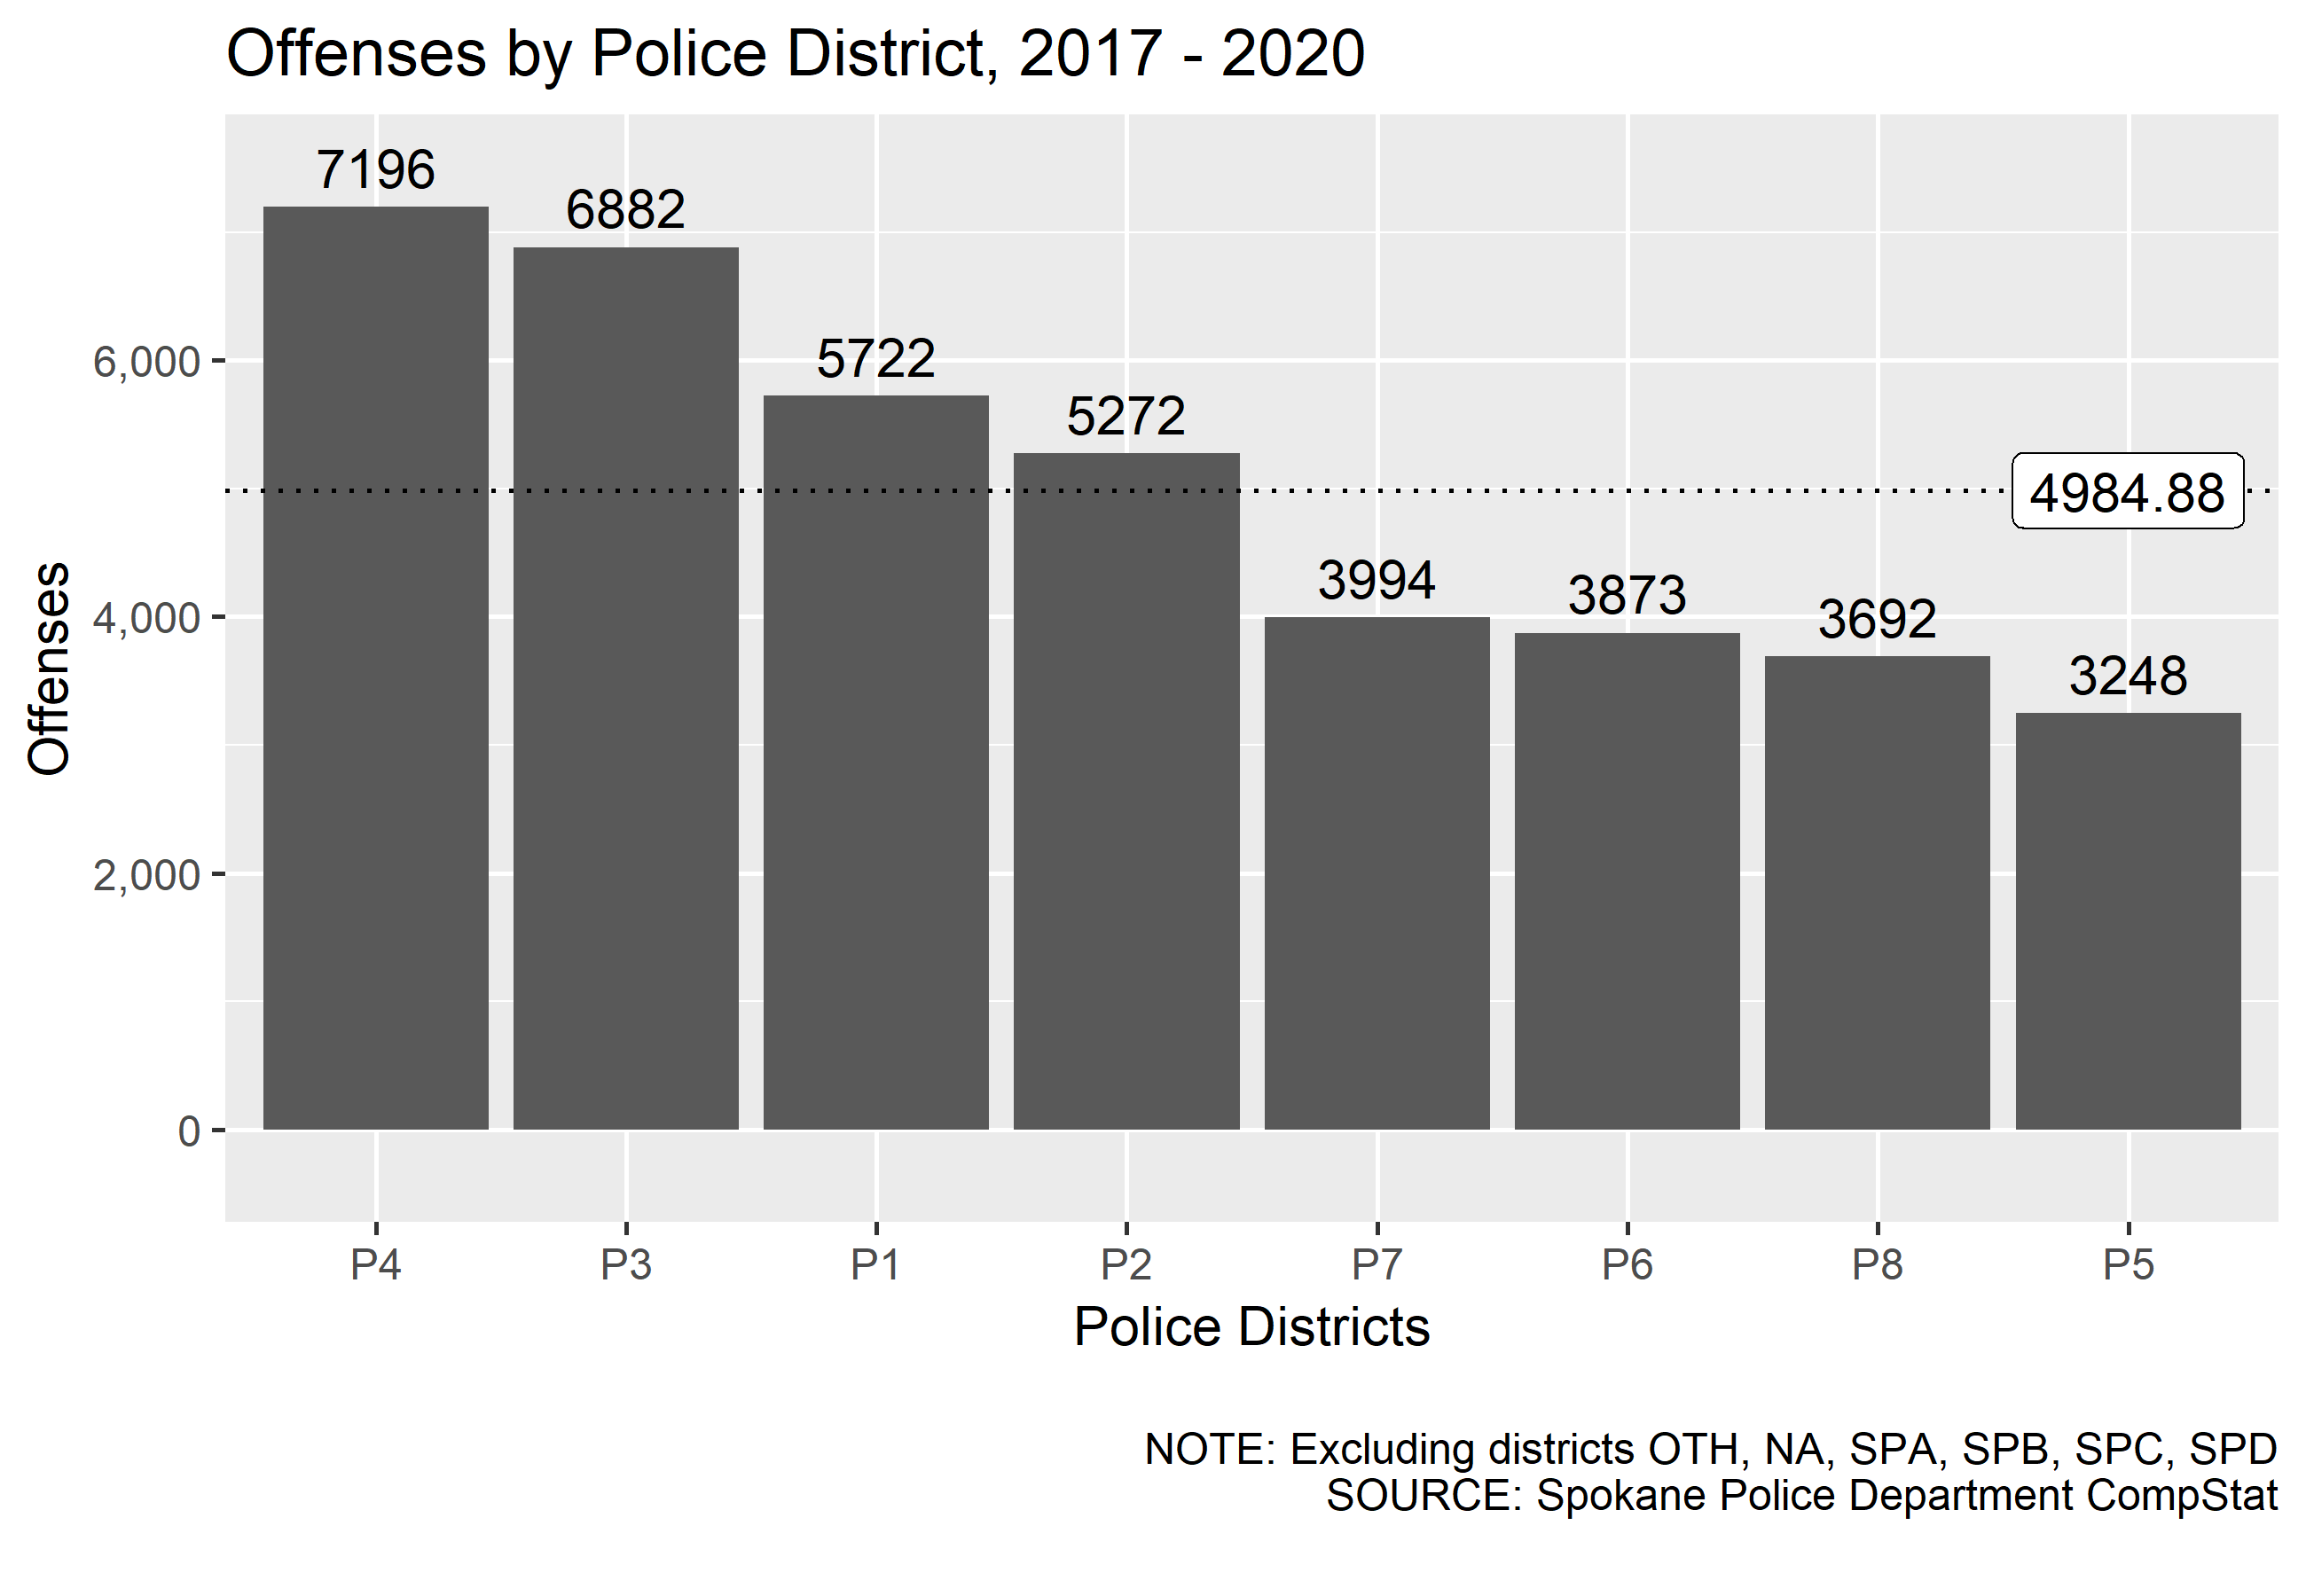 Offenses by Police District, 2017 - 2020
7196
6882
5722
5272
4984.88
3994
3873
3692
3248
6,000
4,000
2,000
0
Offenses
P4 P3 P1 P2 P7 P6 P8 P5
Police Districts
NOTE: Excluding districts OTH, NA, SPA, SPB, SPC, SPD
SOURCE: Spokane Police Department CompStat